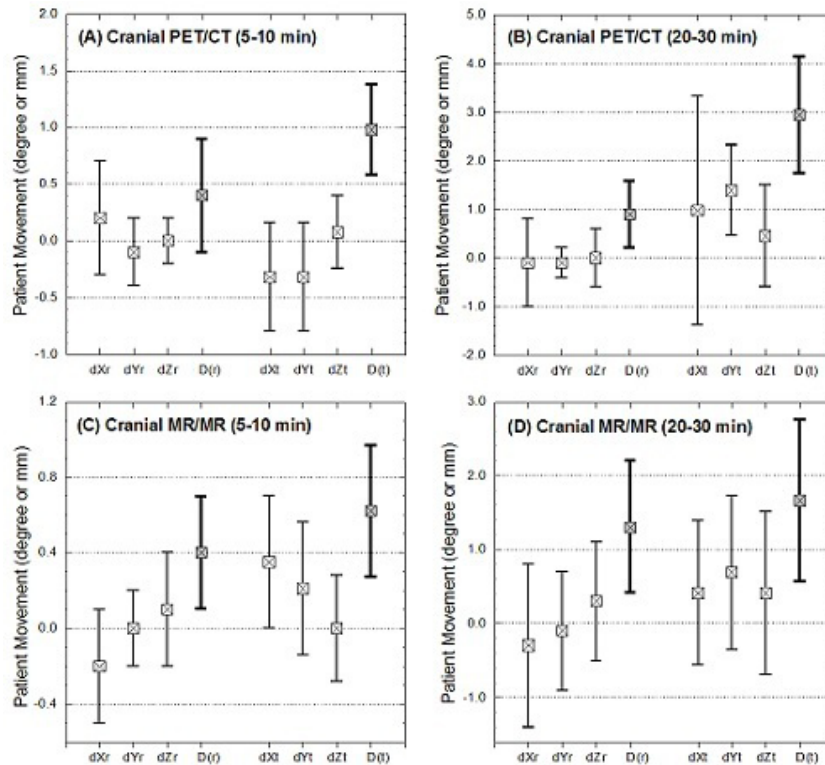 (A) Cranial PET/CT (5-10 min)
Patient Movement (degree or mm)
2.0
1.5
1.0
0.5
0.0
-0.5
-1.0
dXr dYr dZr D(r) dXt dYt dZt D(t)
(B) Cranial PET/CT (20-30 min)
Patient Movement (degree or mm)
5.0
4.0
3.0
2.0
1.0
0.0
-1.0
-2.0
dXr dYr dZr D(r) dXt dYt dZt D(t)
(C) Cranial MR/MR (5-10 min)
Patient Movement (degree or mm)
1.2
0.8
0.4
0.0
-0.4
dXr dYr dZr D(r) dXt dYt dZt D(t)
(D) Cranial MR/MR (20-30 min)
Patient Movement (degree or mm)
3.0
2.0
1.0
0.0
-1.0
dXr dYr dZr D(r) dXt dYt dZt D(t)